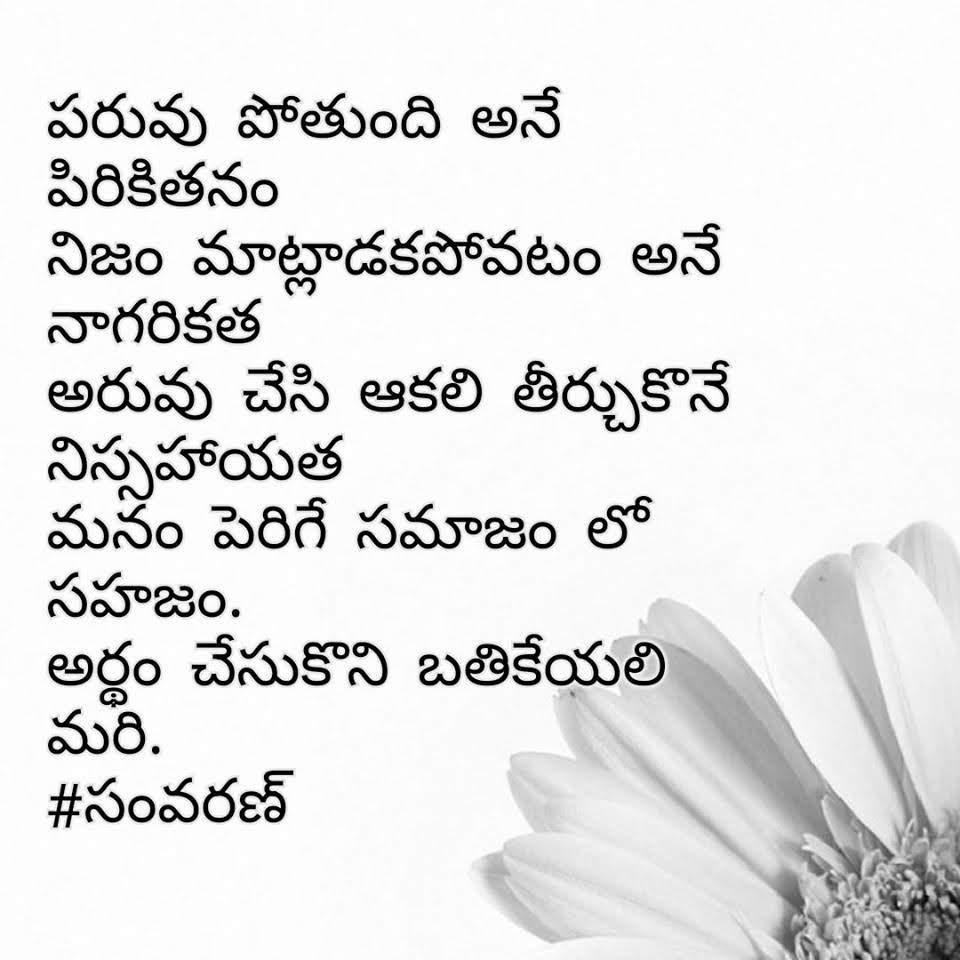 పరువు పోతుంది అనే
పిరికితనం
నిజం మాట్లాడకపోవటం అనే
నాగరికత
అరువు చేసి ఆకలి తీర్చుకొనే
నిస్సహాయత
మనం పెరిగే సమాజం లో
సహజం.
అర్థం చేసుకొని బతికేయలి
మరి.
#సంవరణ్